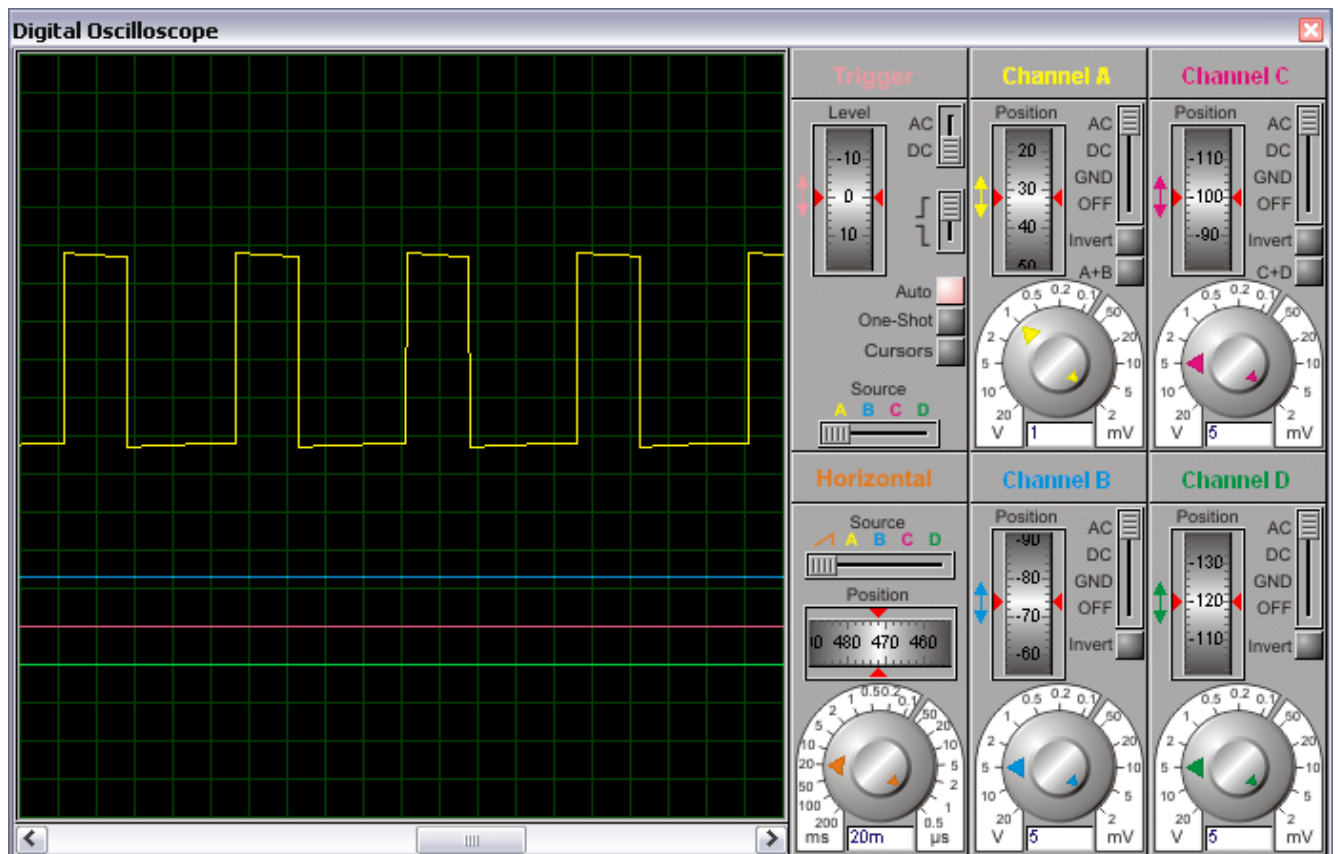 Digital Oscilloscope
Trigger
Level
AC
DC
-10
0
10
Auto
One-Shot
Cursors
Source
A B C D
Channel A
Position
AC
DC
GND
OFF
20
30
40
50
Invert
A+B
0.5 0.2 0.1
1 50
2 20
5 10
10 5
20 2
V 1 mV
Channel C
Position
AC
DC
GND
OFF
-110
-100
-90
Invert
C+D
0.5 0.2 0.1
1 50
2 20
5 10
10 5
20 2
V 5 mV
Horizontal
Source
A B C D
Position
480 470 460
1 0.5 0.2 0.1
2 50
5 20
10 10
20 5
50 2
100 1
200 0.5
ms 20m µs
Channel B
Position
AC
DC
GND
OFF
-90
-80
-70
-60
Invert
0.5 0.2 0.1
1 50
2 20
5 10
10 5
20 2
V 5 mV
Channel D
Position
AC
DC
GND
OFF
-130
-120
-110
Invert
0.5 0.2 0.1
1 50
2 20
5 10
10 5
20 2
V 5 mV